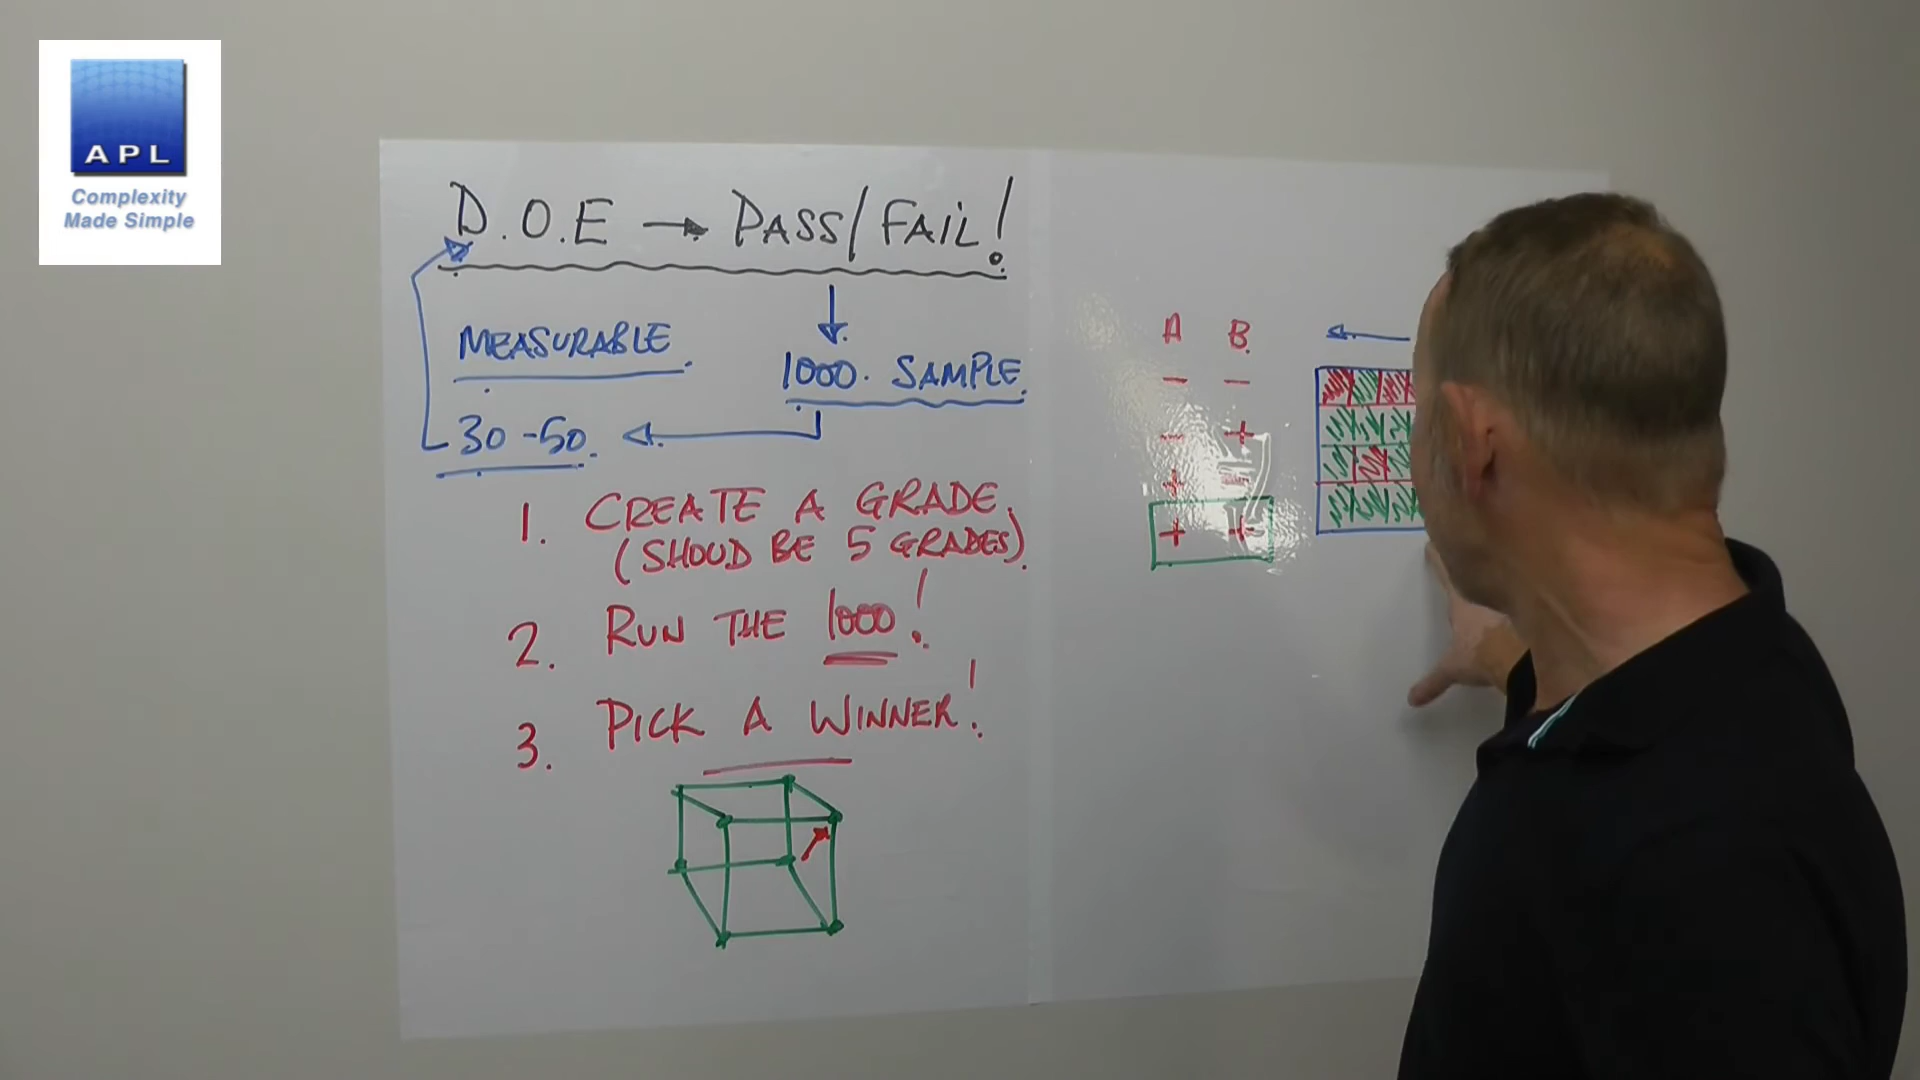 APL
Complexity
Made Simple
D.O.E → PASS/FAIL!
MEASURABLE
1000. SAMPLE.
30-50.
1. CREATE A GRADE.
(SHOUD BE 5 GRADES).
2. RUN THE 1000!
3. PICK A WINNER!
A B
- -
- +
+ -
+ +